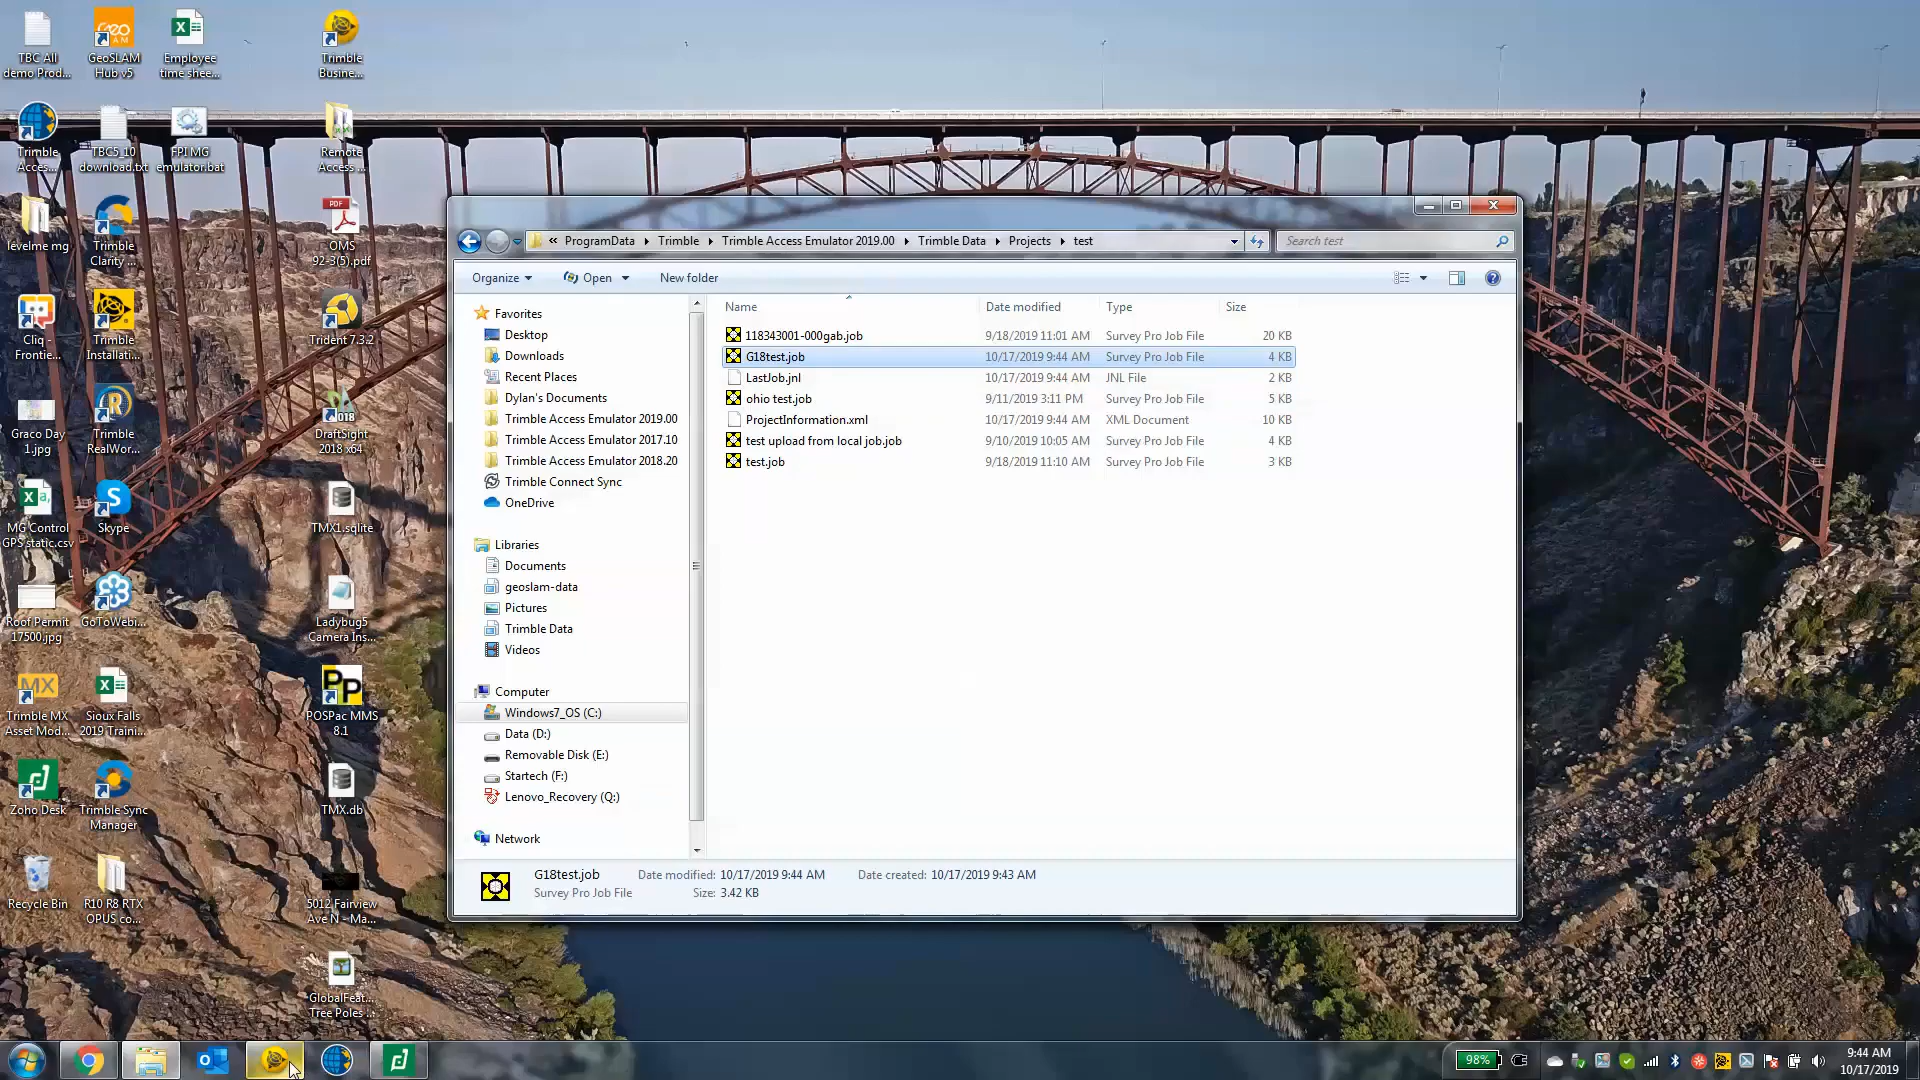 TBC All
demo Prod...
GeoSLAM
Hub v5
Employee
time shee...
Trimble
Busine...
Trimble
Acces...
TBC5_10
download.txt
FPI MG
emulator.bat
Remote
Access ...
levelme mg
Trimble
Clarity ...
OMS
92-3(5).pdf
Cliq -
Frontie...
Trimble
Installati...
Trident 7.3.2
Graco Day
1.jpg
Trimble
RealWor...
DraftSight
2018 x64
MG Control
GPS static.csv
Skype
TMX1.sqlite
Roof Permit
17500.jpg
GoToWebi...
Ladybug5
Camera Ins...
Trimble MX
Asset Mod...
Sioux Falls
2019 Traini...
POSPac MMS
8.1
Zoho Desk
Trimble Sync
Manager
TMX.db
Recycle Bin
R10 R8 RTX
OPUS co...
5012 Fairview
Ave N - Ma...
GlobalFeat...
Tree Poles ...
« ProgramData Trimble Trimble Access Emulator 2019.00 Trimble Data Projects test
Search test
Organize Open New folder
Favorites
Desktop
Downloads
Recent Places
Dylan's Documents
Trimble Access Emulator 2019.00
Trimble Access Emulator 2017.10
Trimble Access Emulator 2018.20
Trimble Connect Sync
OneDrive
Libraries
Documents
geoslam-data
Pictures
Trimble Data
Videos
Computer
Windows7_OS (C:)
Data (D:)
Removable Disk (E:)
Startech (F:)
Lenovo_Recovery (Q:)
Network
Name Date modified Type Size
118343001-000gab.job 9/18/2019 11:01 AM Survey Pro Job File 20 KB
G18test.job 10/17/2019 9:44 AM Survey Pro Job File 4 KB
LastJob.jnl 10/17/2019 9:44 AM JNL File 2 KB
ohio test.job 9/11/2019 3:11 PM Survey Pro Job File 5 KB
ProjectInformation.xml 10/17/2019 9:44 AM XML Document 10 KB
test upload from local job.job 9/10/2019 10:05 AM Survey Pro Job File 4 KB
test.job 9/18/2019 11:10 AM Survey Pro Job File 3 KB
G18test.job Date modified: 10/17/2019 9:44 AM Date created: 10/17/2019 9:43 AM
Survey Pro Job File Size: 3.42 KB
98%
9:44 AM
10/17/2019